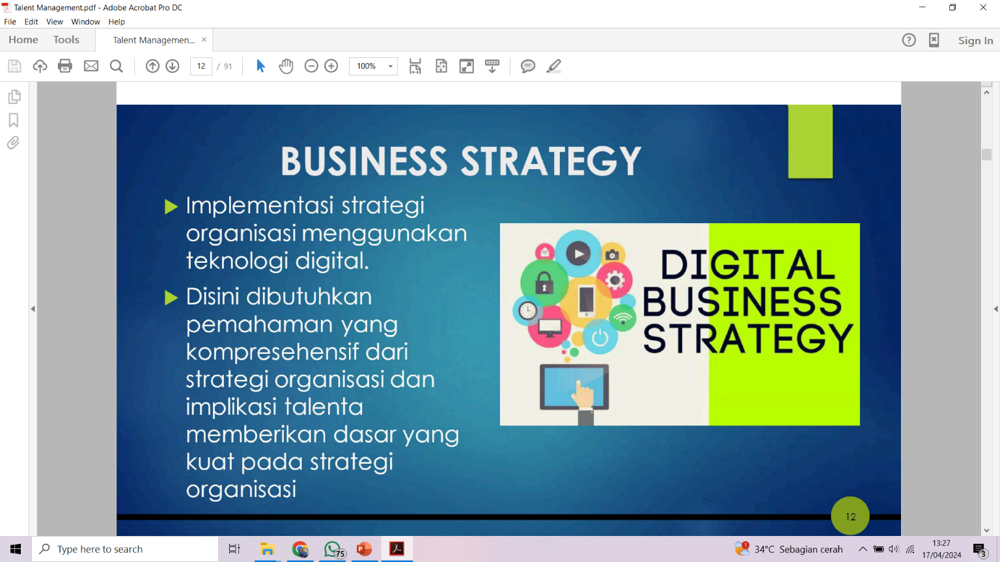 Talent Management.pdf - Adobe Acrobat Pro DC
File Edit View Window Help
Home Tools Talent Managemen... × Sign In
12 / 91 100%
BUSINESS STRATEGY
Implementasi strategi
organisasi menggunakan
teknologi digital.
Disini dibutuhkan
pemahaman yang
kompresehensif dari
strategi organisasi dan
implikasi talenta
memberikan dasar yang
kuat pada strategi
organisasi
DIGITAL
BUSINESS
STRATEGY
12
Type here to search
75
1
34°C Sebagian cerah
13:27
17/04/2024
3